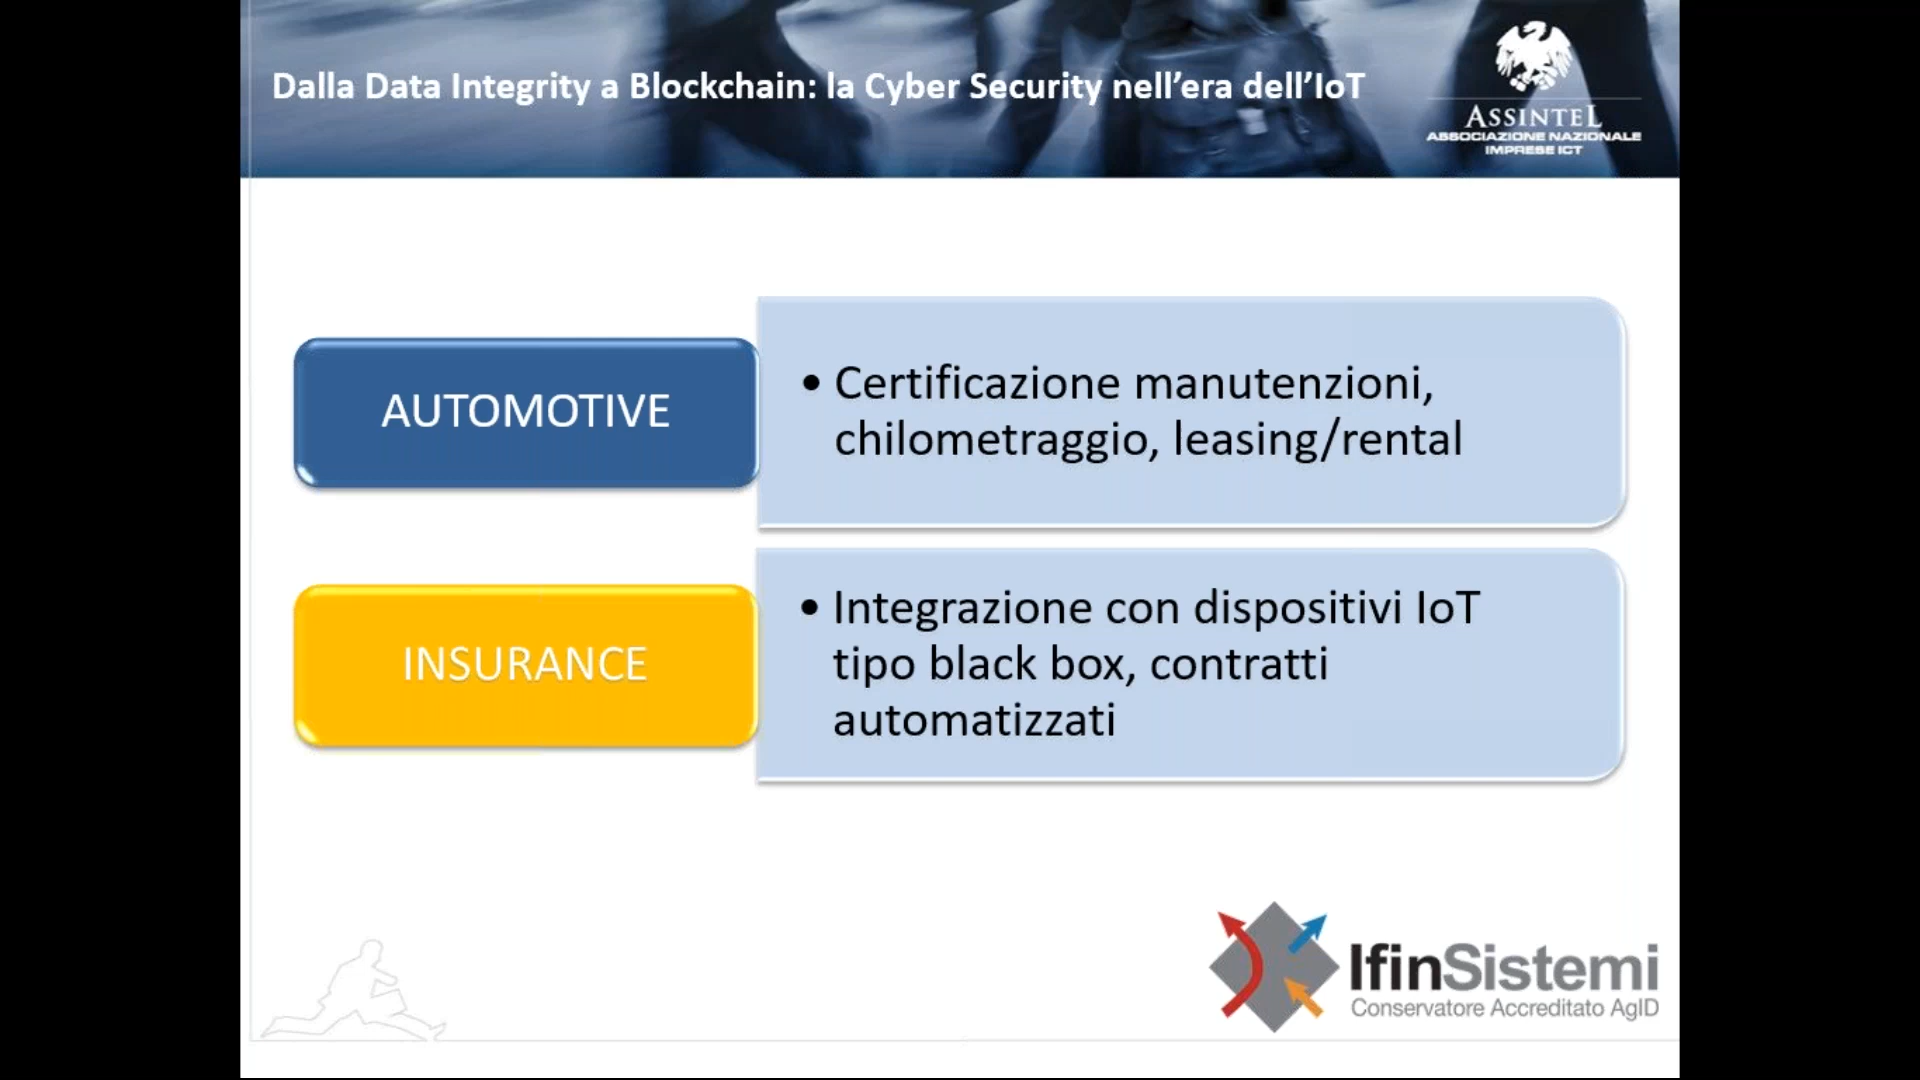 Dalla Data Integrity a Blockchain: la Cyber Security nell’era dell’IoT
ASSINTEL
ASSOCIAZIONE NAZIONALE
IMPRESE ICT
AUTOMOTIVE
• Certificazione manutenzioni,
chilometraggio, leasing/rental
INSURANCE
• Integrazione con dispositivi IoT
tipo black box, contratti
automatizzati
IfinSistemi
Conservatore Accreditato AgID